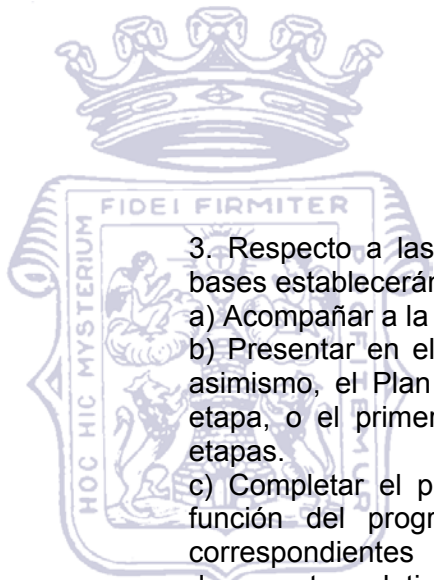 FIDEI FIRMITER
HOC HIC MYSTERIUM
3. Respecto a las
bases establecerán
a) Acompañar a la
b) Presentar en el
asimismo, el Plan
etapa, o el primer
etapas.
c) Completar el p
función del progr
correspondientes